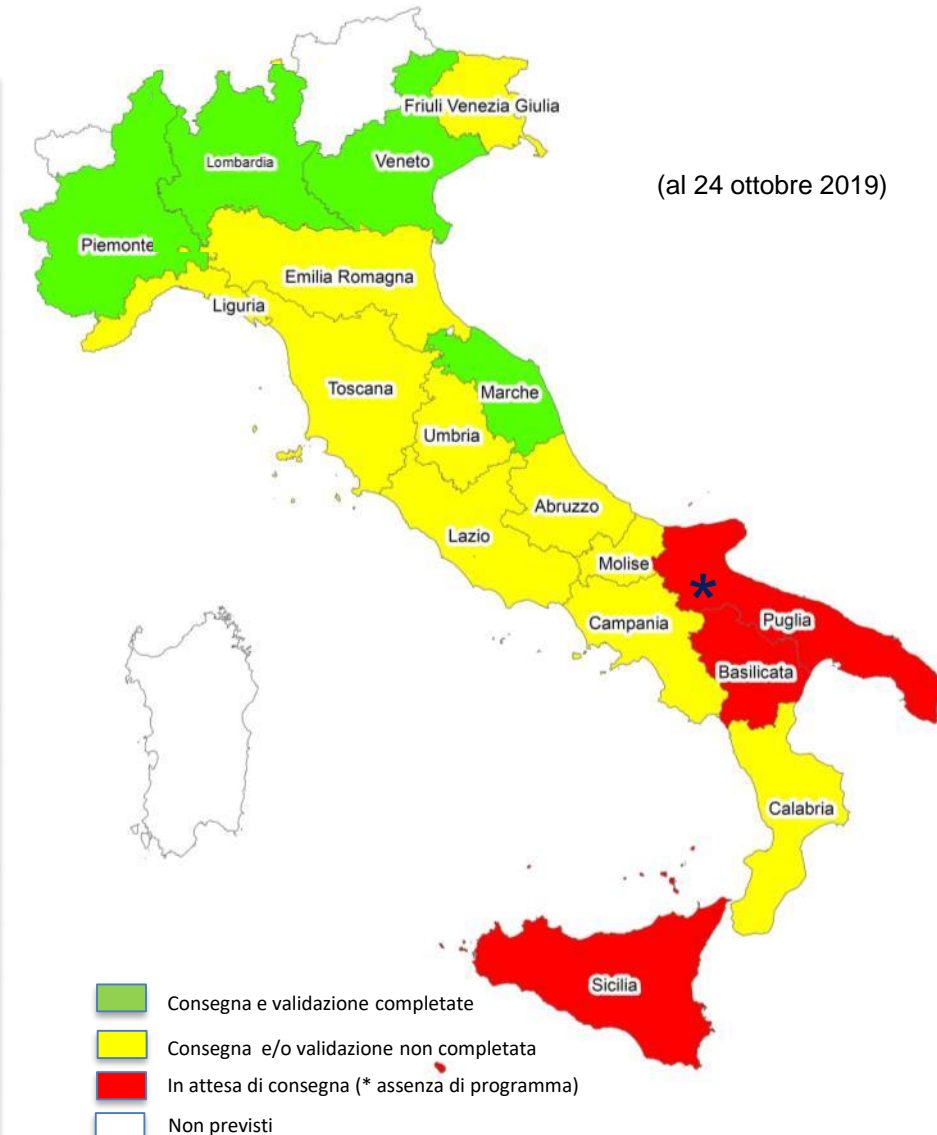 Friuli Venezia Giulia
Lombardia
Veneto
(al 24 ottobre 2019)
Piemonte
Emilia Romagna
Liguria
Toscana
Marche
Umbria
Abruzzo
Lazio
Molise
*
Campania
Puglia
Basilicata
Calabria
Sicilia
Consegna e validazione completate
Consegna e/o validazione non completata
In attesa di consegna (* assenza di programma)
Non previsti